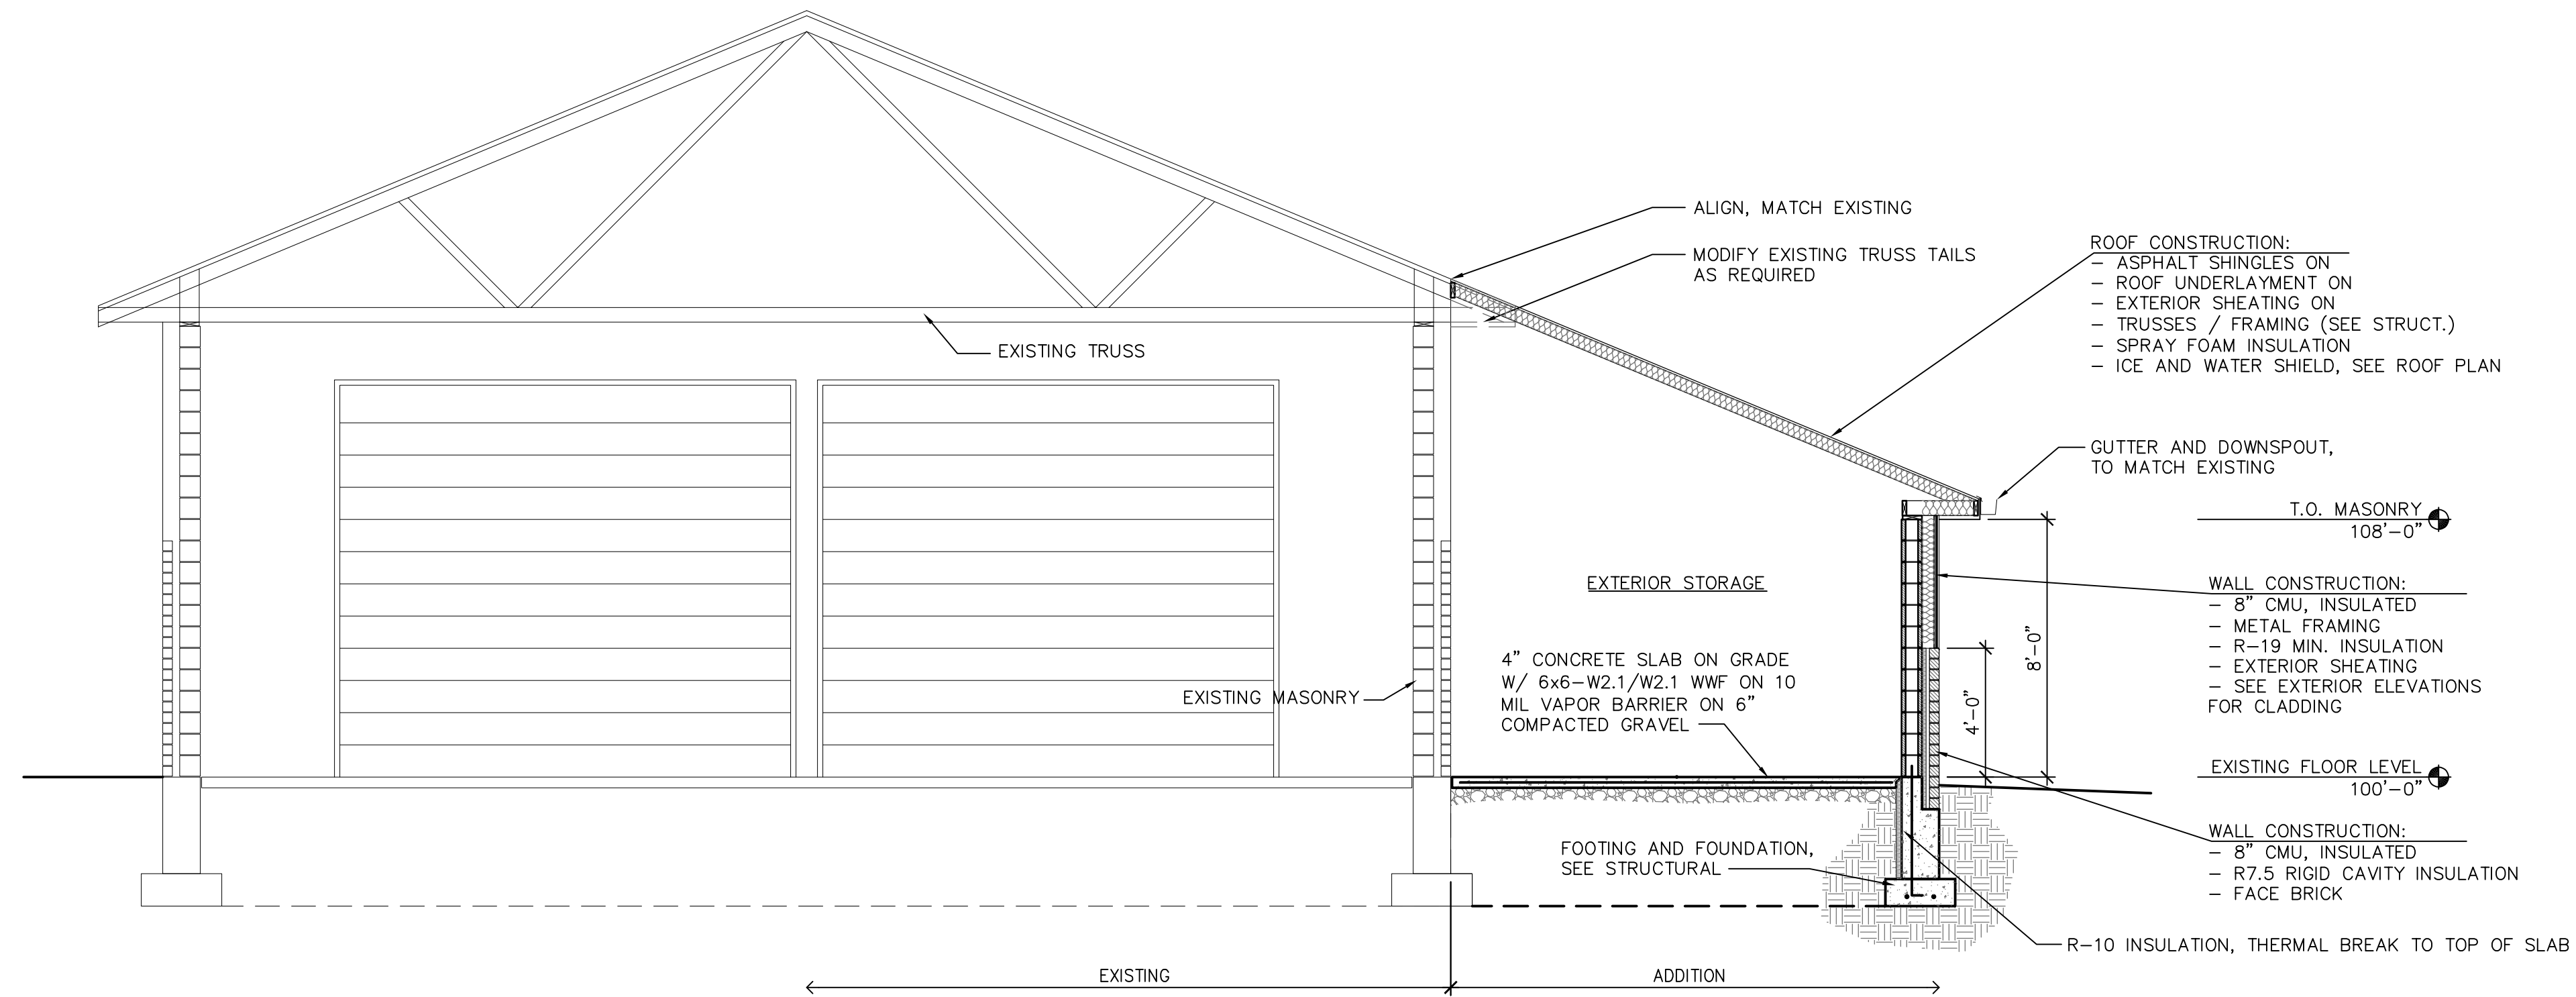 ALIGN, MATCH EXISTING
MODIFY EXISTING TRUSS TAILS
AS REQUIRED
ROOF CONSTRUCTION:
– ASPHALT SHINGLES ON
– ROOF UNDERLAYMENT ON
– EXTERIOR SHEATING ON
– TRUSSES / FRAMING (SEE STRUCT.)
– SPRAY FOAM INSULATION
– ICE AND WATER SHIELD, SEE ROOF PLAN
EXISTING TRUSS
GUTTER AND DOWNSPOUT,
TO MATCH EXISTING
T.O. MASONRY
108'–0"
EXTERIOR STORAGE
WALL CONSTRUCTION:
– 8" CMU, INSULATED
– METAL FRAMING
– R–19 MIN. INSULATION
– EXTERIOR SHEATING
– SEE EXTERIOR ELEVATIONS
FOR CLADDING
8'–0"
4'–0"
4" CONCRETE SLAB ON GRADE
W/ 6x6–W2.1/W2.1 WWF ON 10
MIL VAPOR BARRIER ON 6"
COMPACTED GRAVEL
EXISTING MASONRY
EXISTING FLOOR LEVEL
100'–0"
WALL CONSTRUCTION:
– 8" CMU, INSULATED
– R7.5 RIGID CAVITY INSULATION
– FACE BRICK
FOOTING AND FOUNDATION,
SEE STRUCTURAL
R–10 INSULATION, THERMAL BREAK TO TOP OF SLAB
EXISTING
ADDITION